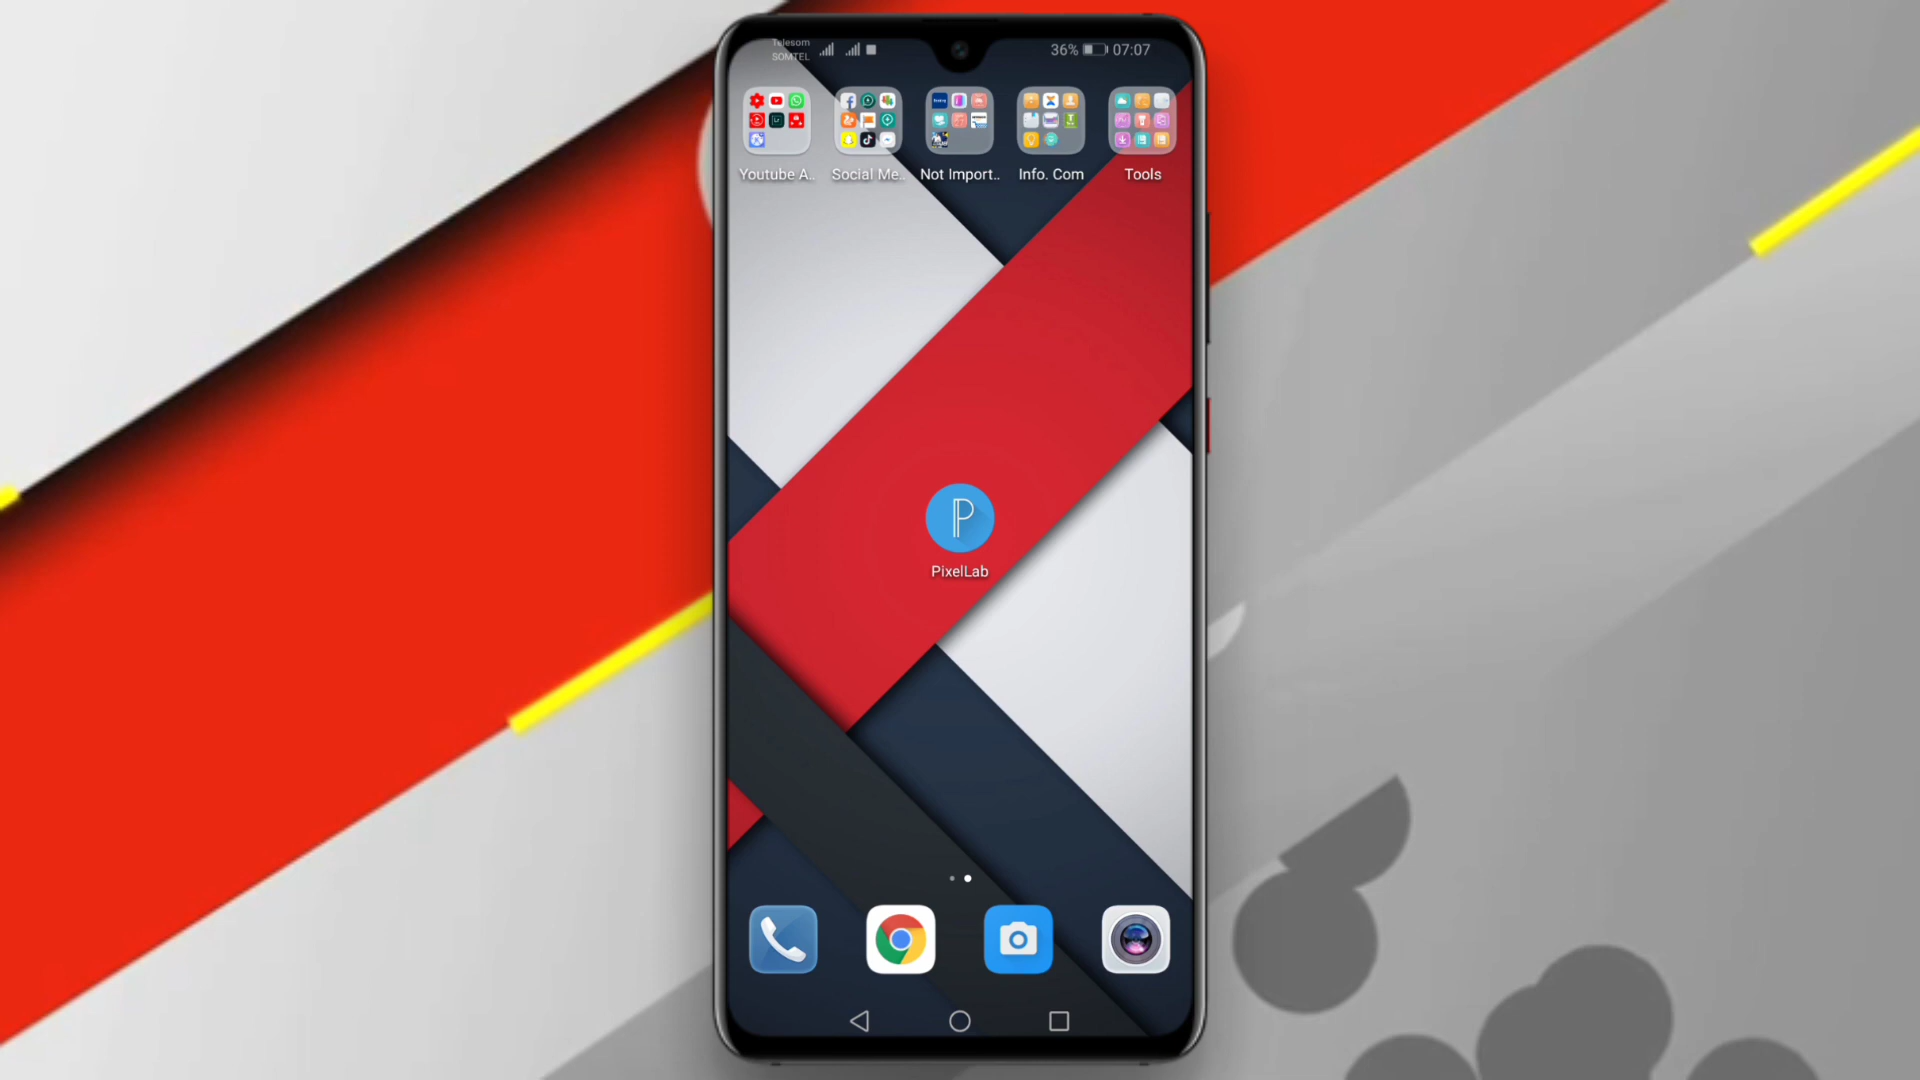 Telesom
SOMTEL
36% 07:07
Youtube A..
Social Me..
Not Import..
Info. Com
Tools
P
PixelLab